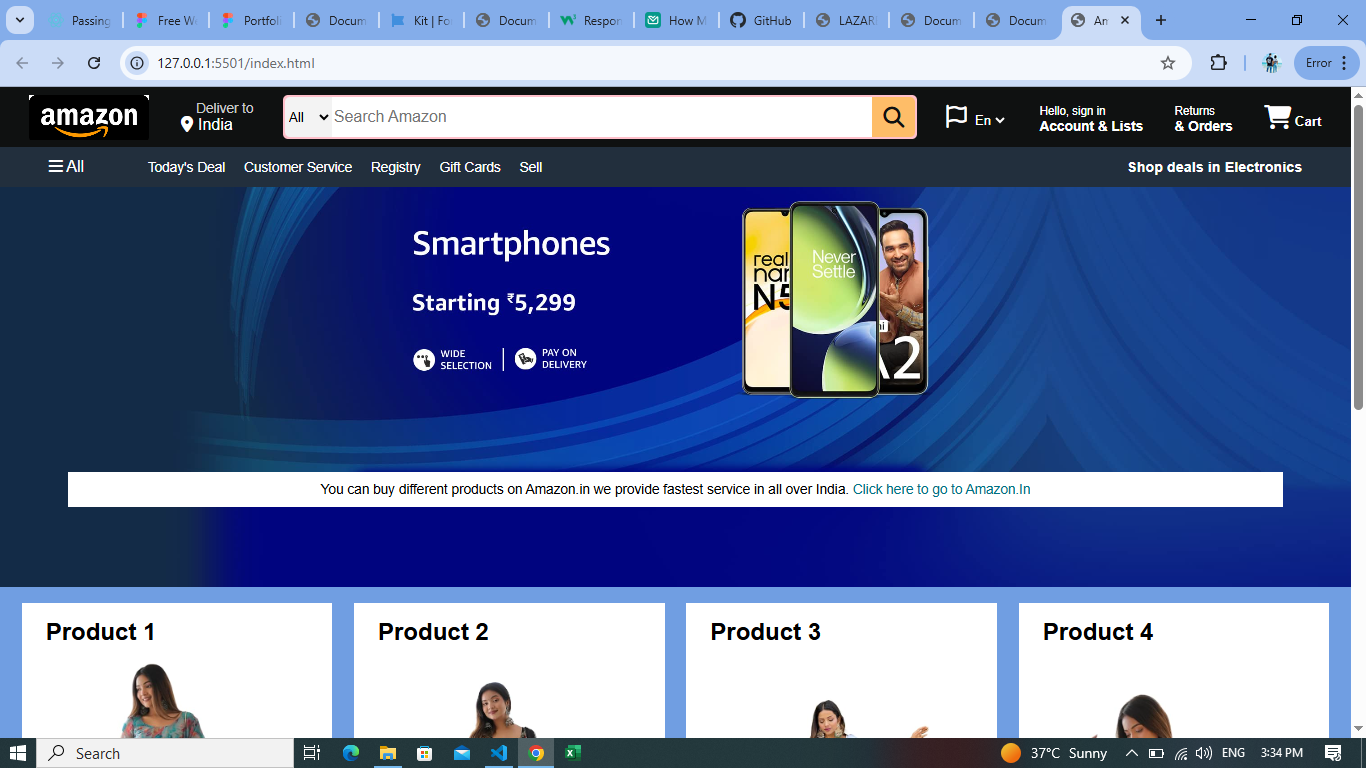 Passing
Free We
Portfoli
Docum
Kit | Fo
Docum
Respon
How M
GitHub
LAZARE
Docum
Docum
Am
127.0.0.1:5501/index.html
Error
amazon
Deliver to
India
All
Search Amazon
En
Hello, sign in
Account & Lists
Returns
& Orders
Cart
All
Today's Deal
Customer Service
Registry
Gift Cards
Sell
Shop deals in Electronics
Smartphones
Starting ₹5,299
WIDE
SELECTION
PAY ON
DELIVERY
real
nar
N5
Never
Settle
A2
You can buy different products on Amazon.in we provide fastest service in all over India. Click here to go to Amazon.In
Product 1
Product 2
Product 3
Product 4
Search
37°C Sunny
ENG
3:34 PM